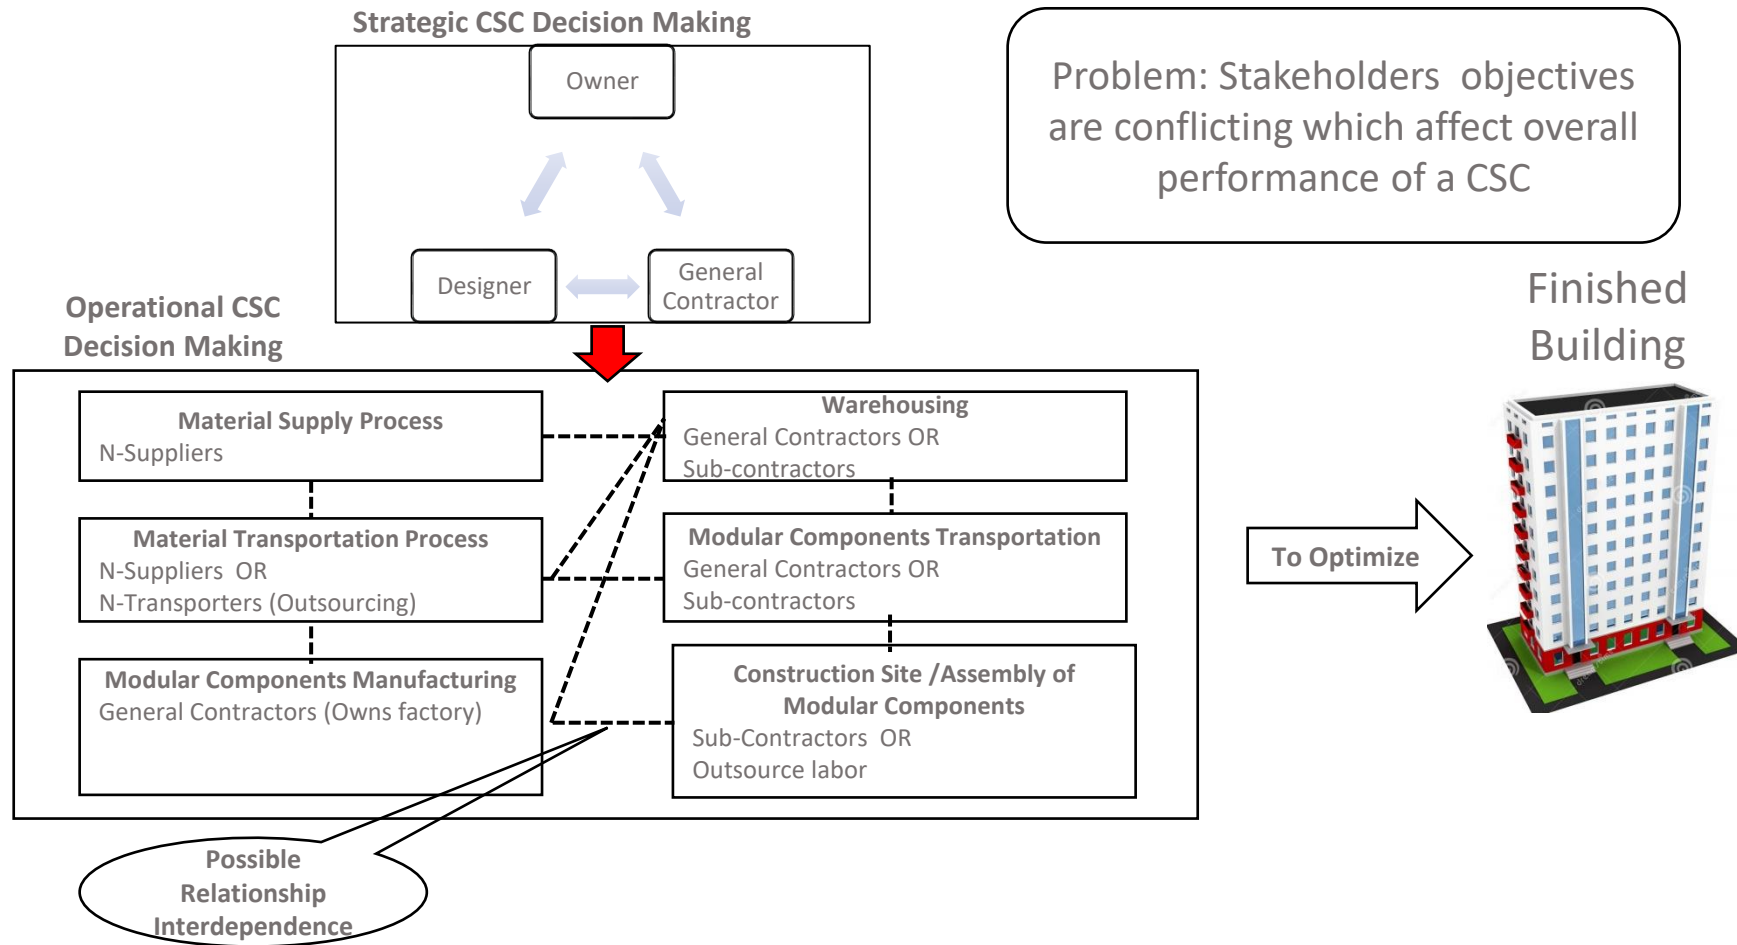 Strategic CSC Decision Making
Owner
Designer
General
Contractor
Problem: Stakeholders objectives
are conflicting which affect overall
performance of a CSC
Operational CSC
Decision Making
Material Supply Process
N-Suppliers
Material Transportation Process
N-Suppliers OR
N-Transporters (Outsourcing)
Modular Components Manufacturing
General Contractors (Owns factory)
Warehousing
General Contractors OR
Sub-contractors
Modular Components Transportation
General Contractors OR
Sub-contractors
Construction Site /Assembly of
Modular Components
Sub-Contractors OR
Outsource labor
Possible
Relationship
Interdependence
To Optimize
Finished
Building